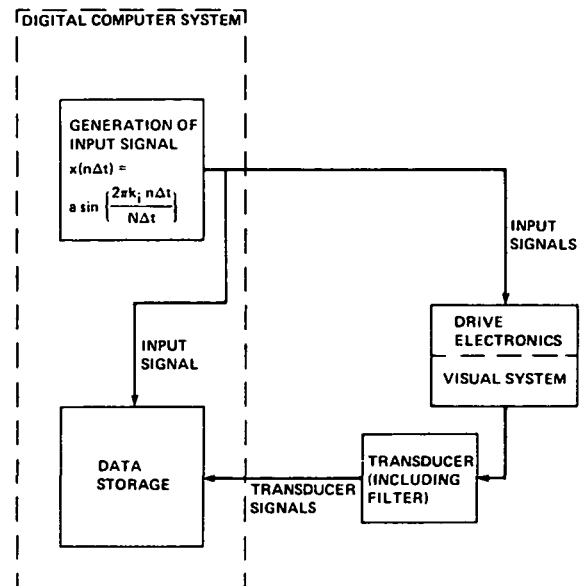 DIGITAL COMPUTER SYSTEM
GENERATION OF
INPUT SIGNAL
x(nΔt) =
a sin {2πk_i nΔt / NΔt}
INPUT
SIGNALS
DRIVE
ELECTRONICS
VISUAL SYSTEM
INPUT
SIGNAL
DATA
STORAGE
TRANSDUCER
SIGNALS
TRANSDUCER
(INCLUDING
FILTER)